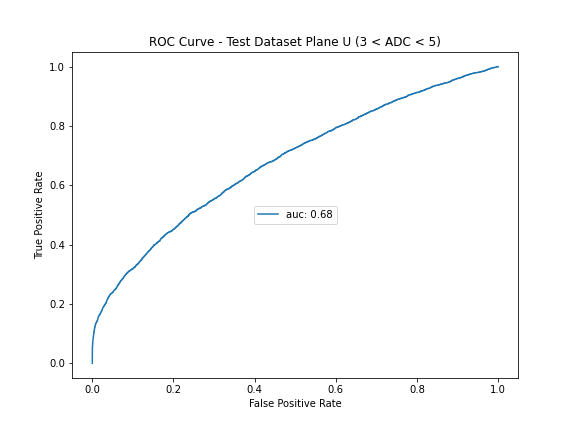 ROC Curve - Test Dataset Plane U (3 < ADC < 5)
1.0
0.8
0.6
0.4
0.2
0.0
True Positive Rate
auc: 0.68
0.0 0.2 0.4 0.6 0.8 1.0
False Positive Rate